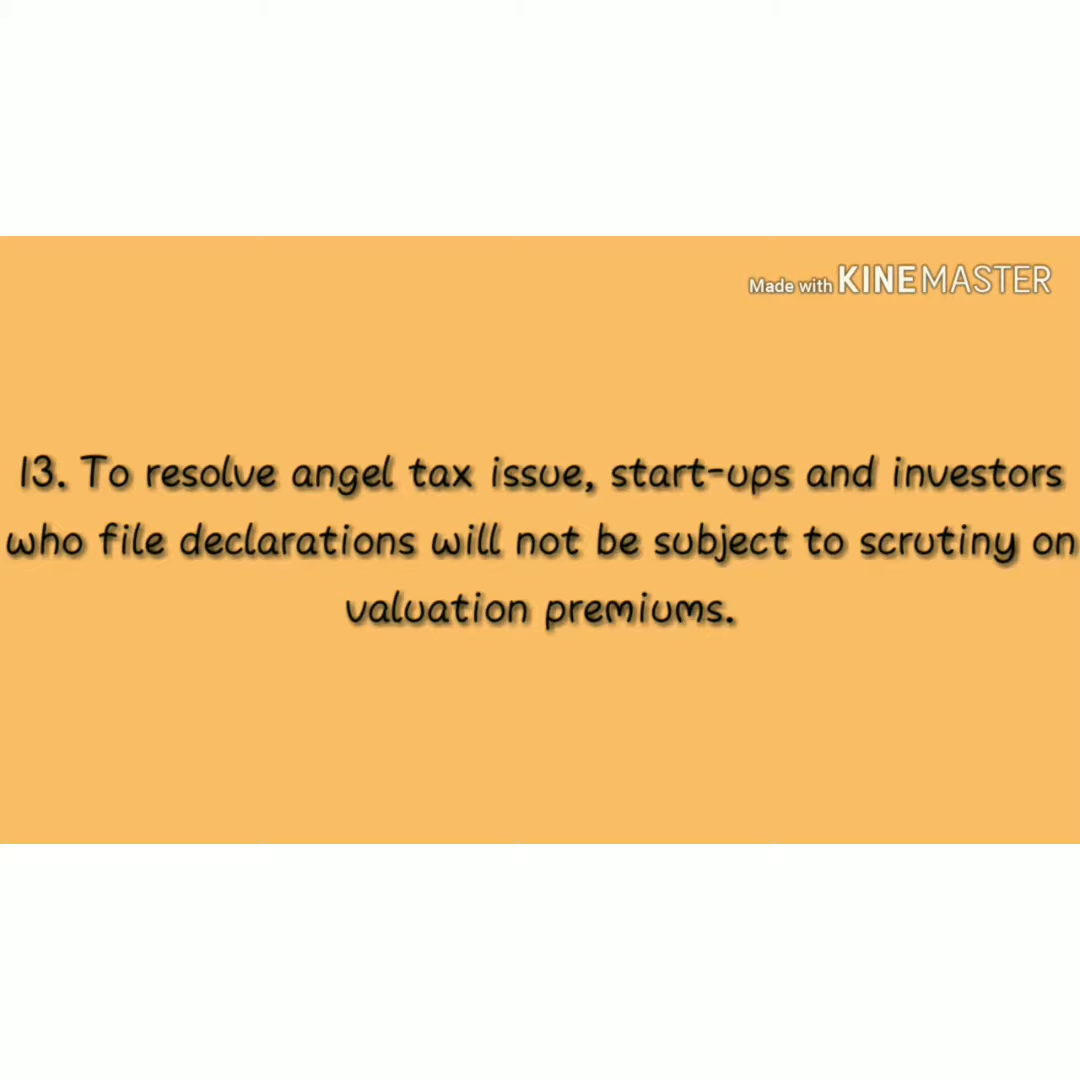 Made with KINEMASTER
13. To resolve angel tax issue, start-ups and investors
who file declarations will not be subject to scrutiny on
valuation premiums.